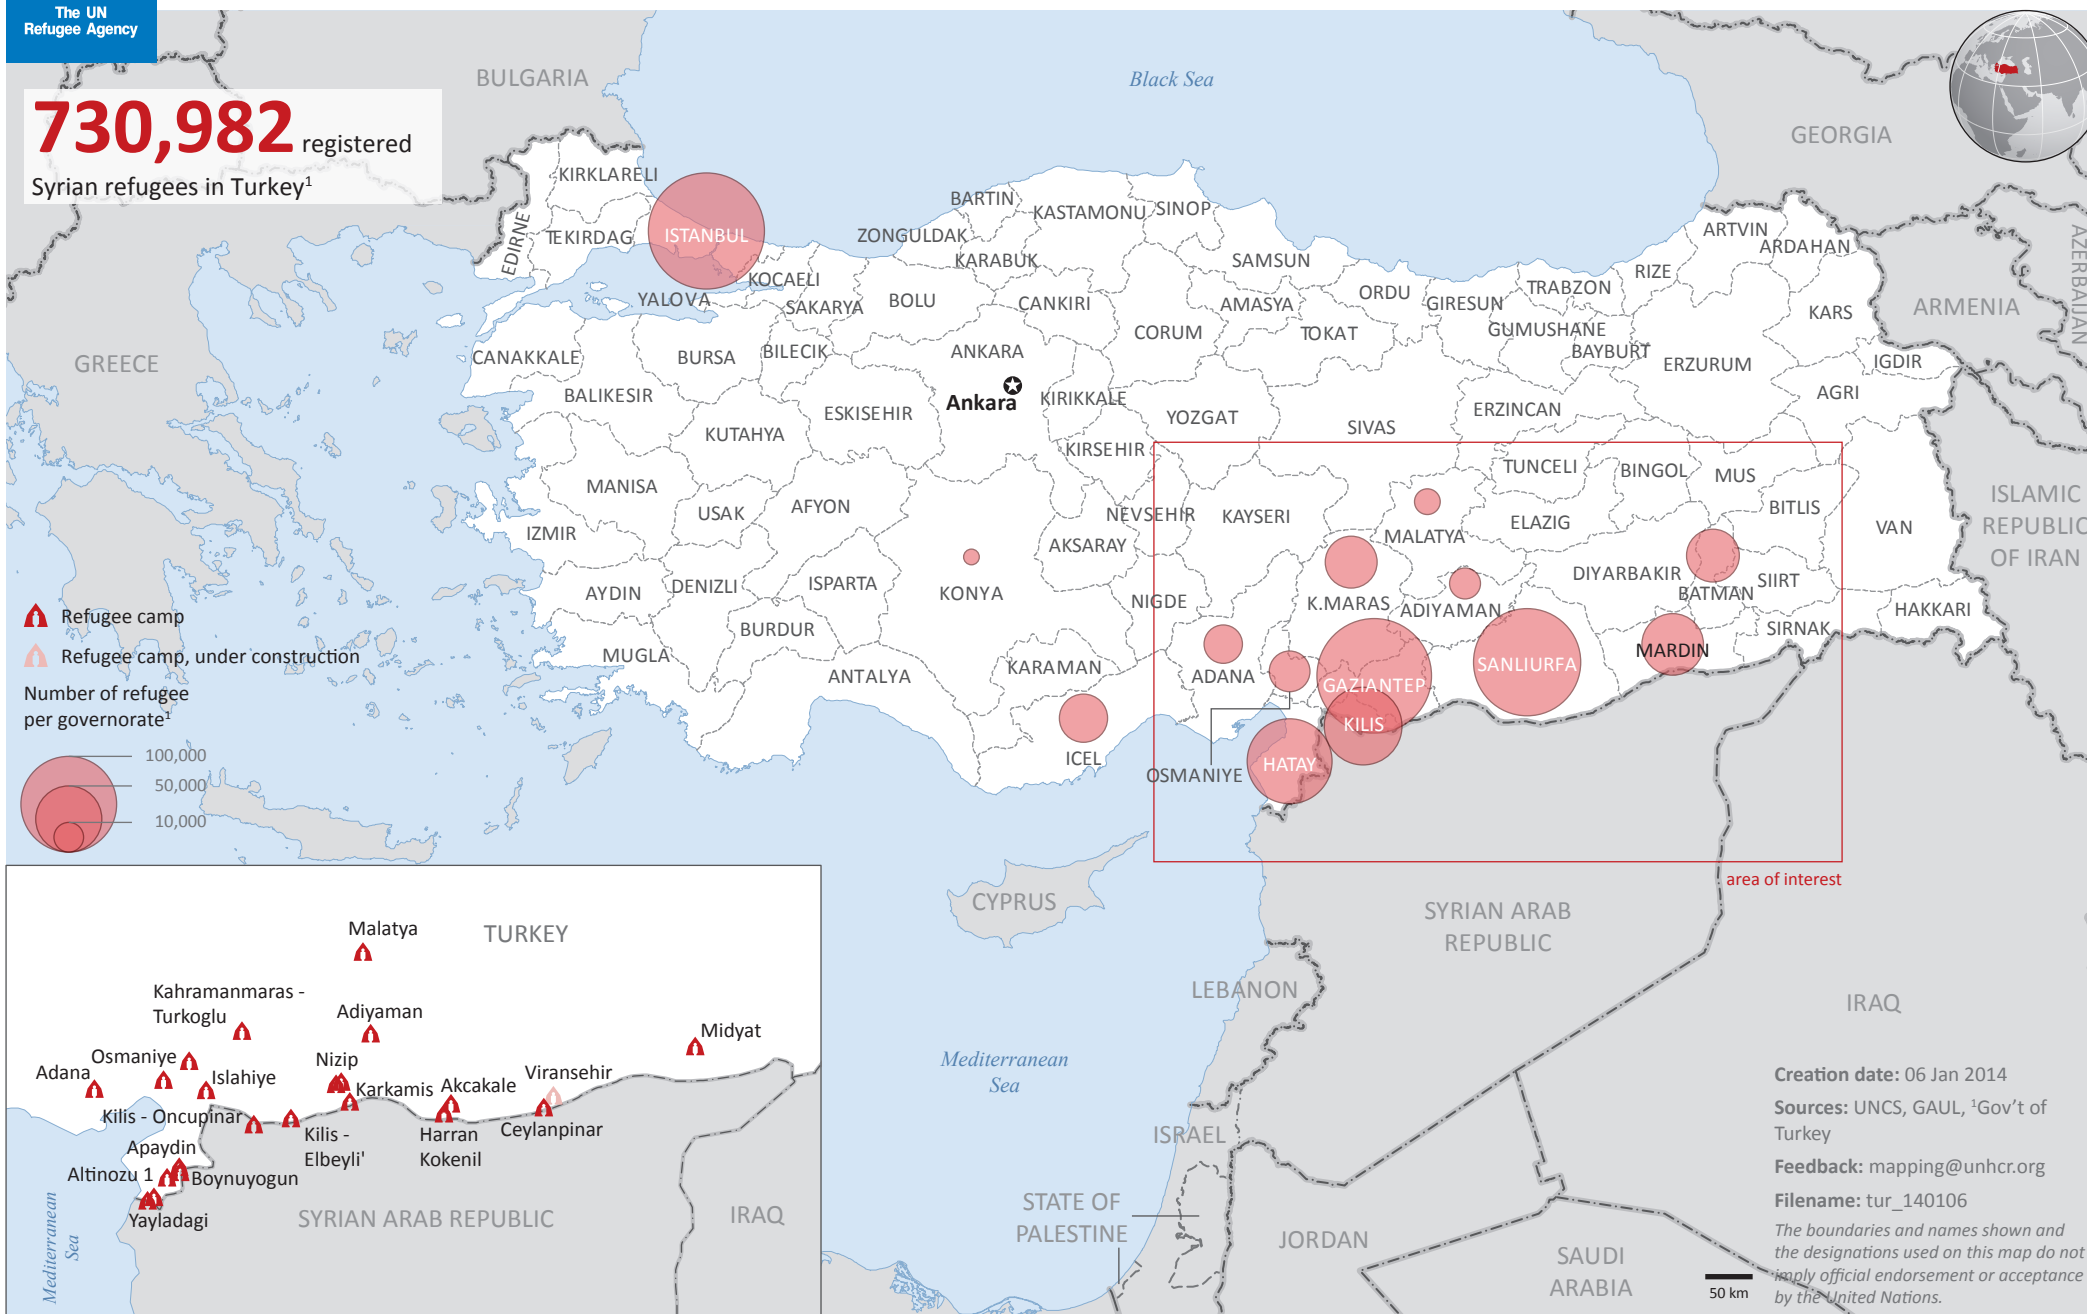 The UN
Refugee Agency
730,982 registered
Syrian refugees in Turkey¹
BULGARIA
Black Sea
GEORGIA
AZERBAIJAN
ARMENIA
GREECE
ISLAMIC
REPUBLIC
OF IRAN
KIRKLARELI
EDIRNE
TEKIRDAG
ISTANBUL
KOCAELI
YALOVA
SAKARYA
BARTIN
ZONGULDAK
KARABUK
KASTAMONU
SINOP
BOLU
CANKIRI
SAMSUN
AMASYA
CORUM
TOKAT
ORDU
GIRESUN
TRABZON
RIZE
ARTVIN
ARDAHAN
GUMUSHANE
BAYBURT
ERZURUM
KARS
IGDIR
AGRI
CANAKKALE
BURSA
BILECIK
ANKARA
Ankara
BALIKESIR
ESKISEHIR
KIRIKKALE
YOZGAT
SIVAS
ERZINCAN
KUTAHYA
KIRSEHIR
MANISA
USAK
AFYON
NEVSEHIR
KAYSERI
MALATYA
TUNCELI
BINGOL
MUS
BITLIS
ELAZIG
VAN
IZMIR
AKSARAY
AYDIN
DENIZLI
ISPARTA
KONYA
NIGDE
K.MARAS
ADIYAMAN
DIYARBAKIR
BATMAN
SIIRT
SIRNAK
HAKKARI
BURDUR
MUGLA
ANTALYA
KARAMAN
ICEL
ADANA
OSMANIYE
GAZIANTEP
KILIS
HATAY
SANLIURFA
MARDIN
area of interest
Refugee camp
Refugee camp, under construction
Number of refugee
per governorate¹
100,000
50,000
10,000
CYPRUS
SYRIAN ARAB
REPUBLIC
LEBANON
IRAQ
Mediterranean
Sea
ISRAEL
STATE OF
PALESTINE
JORDAN
SAUDI
ARABIA
TURKEY
Malatya
Kahramanmaras -
Turkoglu
Adiyaman
Midyat
Osmaniye
Adana
Islahiye
Nizip
Karkamis
Akcakale
Viransehir
Kilis - Oncupinar
Kilis -
Elbeyli'
Harran
Kokenil
Ceylanpinar
Apaydin
Altinozu 1
Boynuyogun
Yayladagi
Mediterranean
Sea
SYRIAN ARAB REPUBLIC
IRAQ
Creation date: 06 Jan 2014
Sources: UNCS, GAUL, ¹Gov't of
Turkey
Feedback: mapping@unhcr.org
Filename: tur_140106
The boundaries and names shown and
the designations used on this map do not
imply official endorsement or acceptance
by the United Nations.
50 km